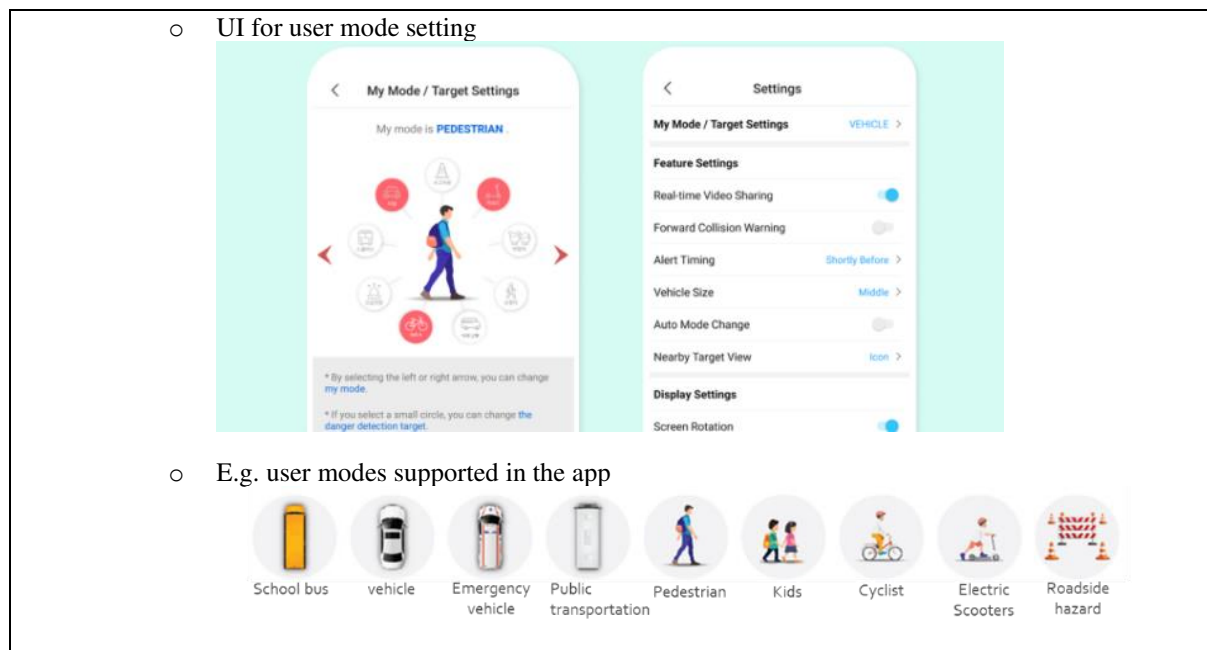 o UI for user mode setting
< My Mode / Target Settings
My mode is PEDESTRIAN .
* By selecting the left or right arrow, you can change
my mode.
* If you select a small circle, you can change the
danger detection target.
< Settings
My Mode / Target Settings VEHICLE >
Feature Settings
Real-time Video Sharing
Forward Collision Warning
Alert Timing Shortly Before >
Vehicle Size Middle >
Auto Mode Change
Nearby Target View Icon >
Display Settings
Screen Rotation
o E.g. user modes supported in the app
School bus
vehicle
Emergency
vehicle
Public
transportation
Pedestrian
Kids
Cyclist
Electric
Scooters
Roadside
hazard